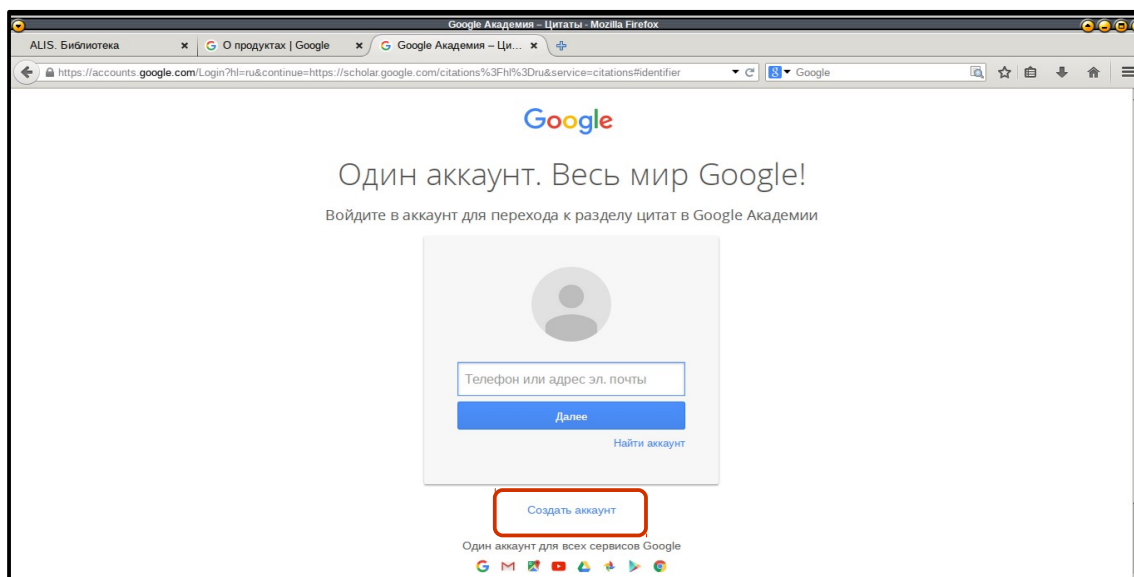 Google Академия – Цитаты - Mozilla Firefox
ALIS. Библиотека
О продуктах | Google
Google Академия – Ци...
https://accounts.google.com/Login?hl=ru&continue=https://scholar.google.com/citations%3Fhl%3Dru&service=citations#identifier
Google
Google
Один аккаунт. Весь мир Google!
Войдите в аккаунт для перехода к разделу цитат в Google Академии
Телефон или адрес эл. почты
Далее
Найти аккаунт
Создать аккаунт
Один аккаунт для всех сервисов Google